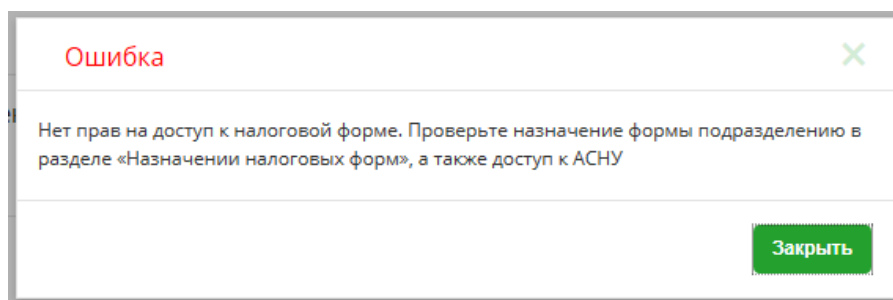 Ошибка
Нет прав на доступ к налоговой форме. Проверьте назначение формы подразделению в
разделе «Назначении налоговых форм», а также доступ к АСНУ
Закрыть